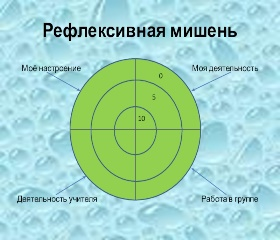 Рефлексивная мишень
Моё настроение
Моя деятельность
0
5
10
Деятельность учителя
Работа в группе